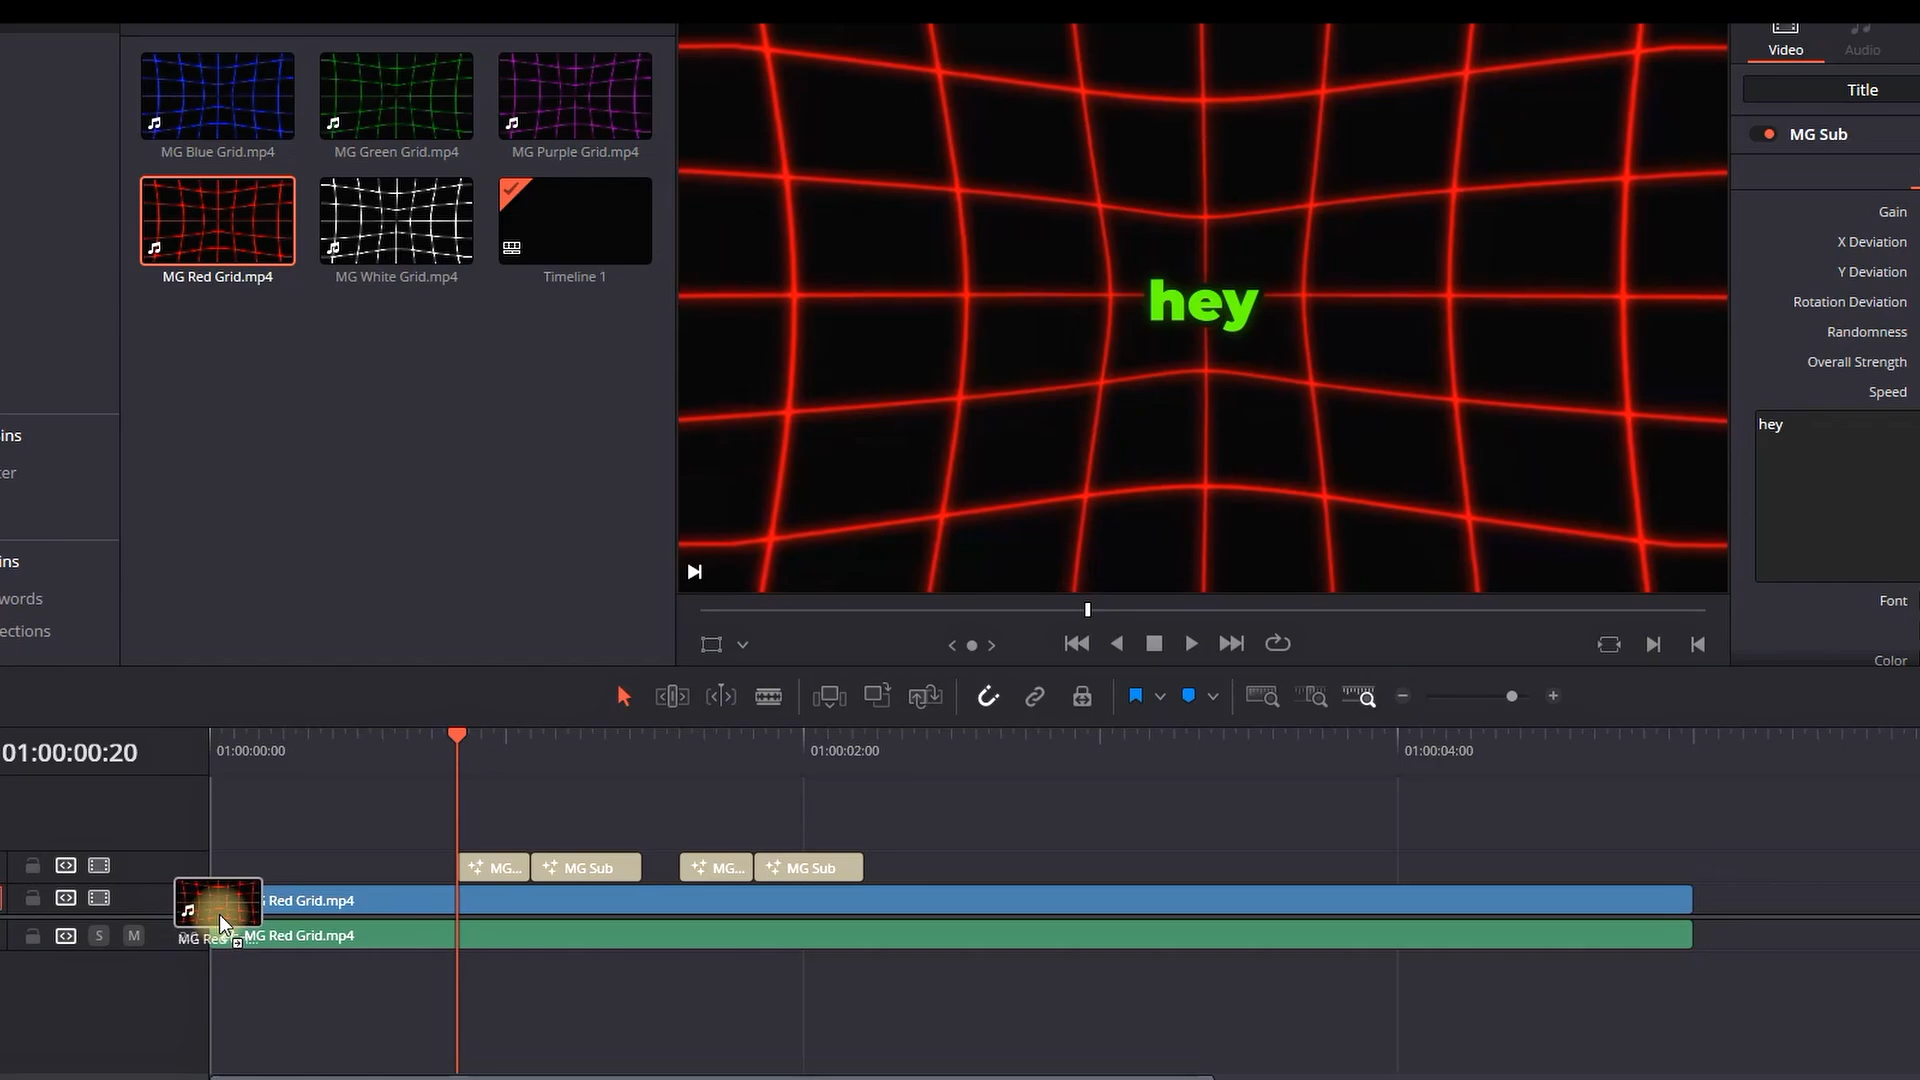 Video
Audio
Title
MG Sub
MG Blue Grid.mp4
MG Green Grid.mp4
MG Purple Grid.mp4
MG Red Grid.mp4
MG White Grid.mp4
Timeline 1
hey
Gain
X Deviation
Y Deviation
Rotation Deviation
Randomness
Overall Strength
Speed
hey
Font
Color
ins
ter
ins
words
ections
01:00:00:20
01:00:00:00
01:00:02:00
01:00:04:00
MG...
MG Sub
MG...
MG Sub
Red Grid.mp4
S
M
MG Red Grid.mp4